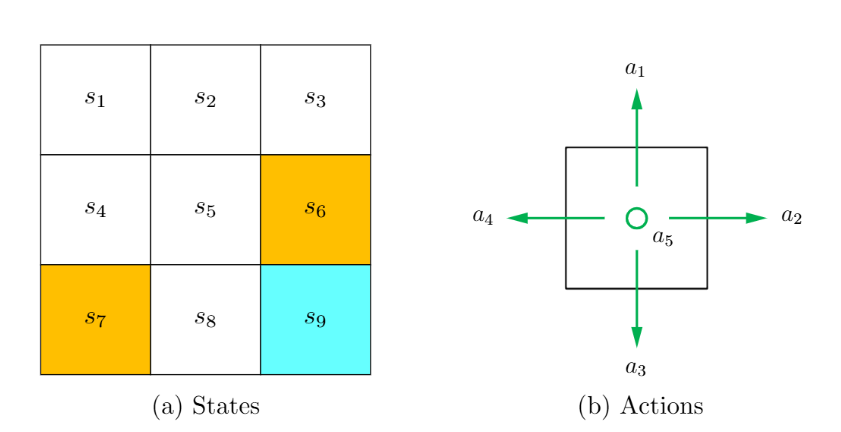 s₁ s₂ s₃
s₄ s₅ s₆
s₇ s₈ s₉
(a) States
a₁
a₄ a₂
a₅
a₃
(b) Actions